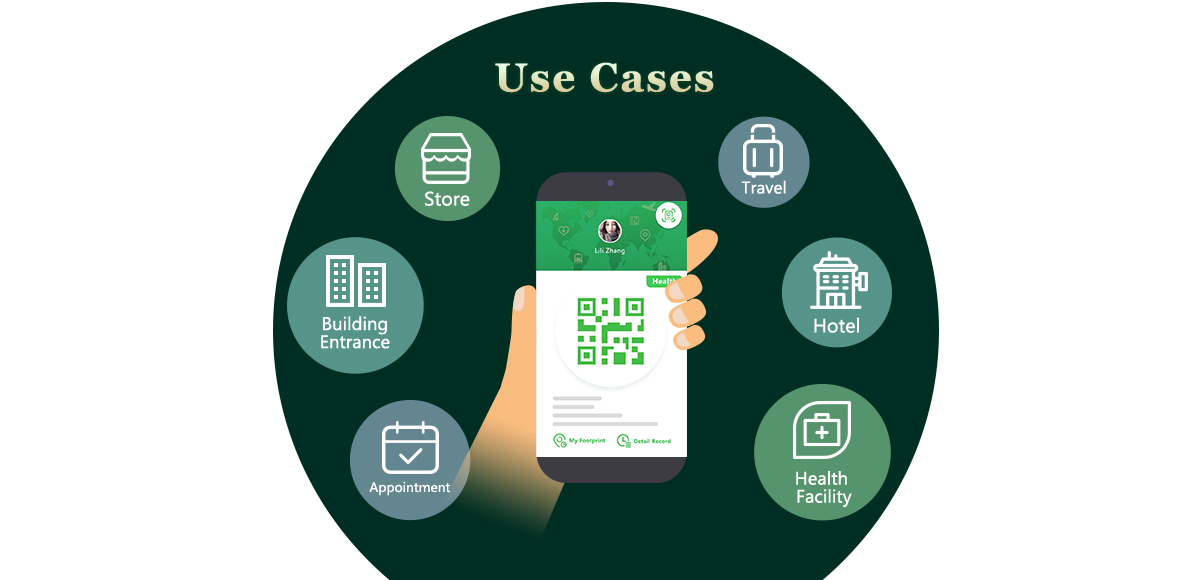 Use Cases
Store
Travel
Lili Zhang
Health
Building
Entrance
Hotel
My Footprint
Detail Record
Appointment
Health
Facility